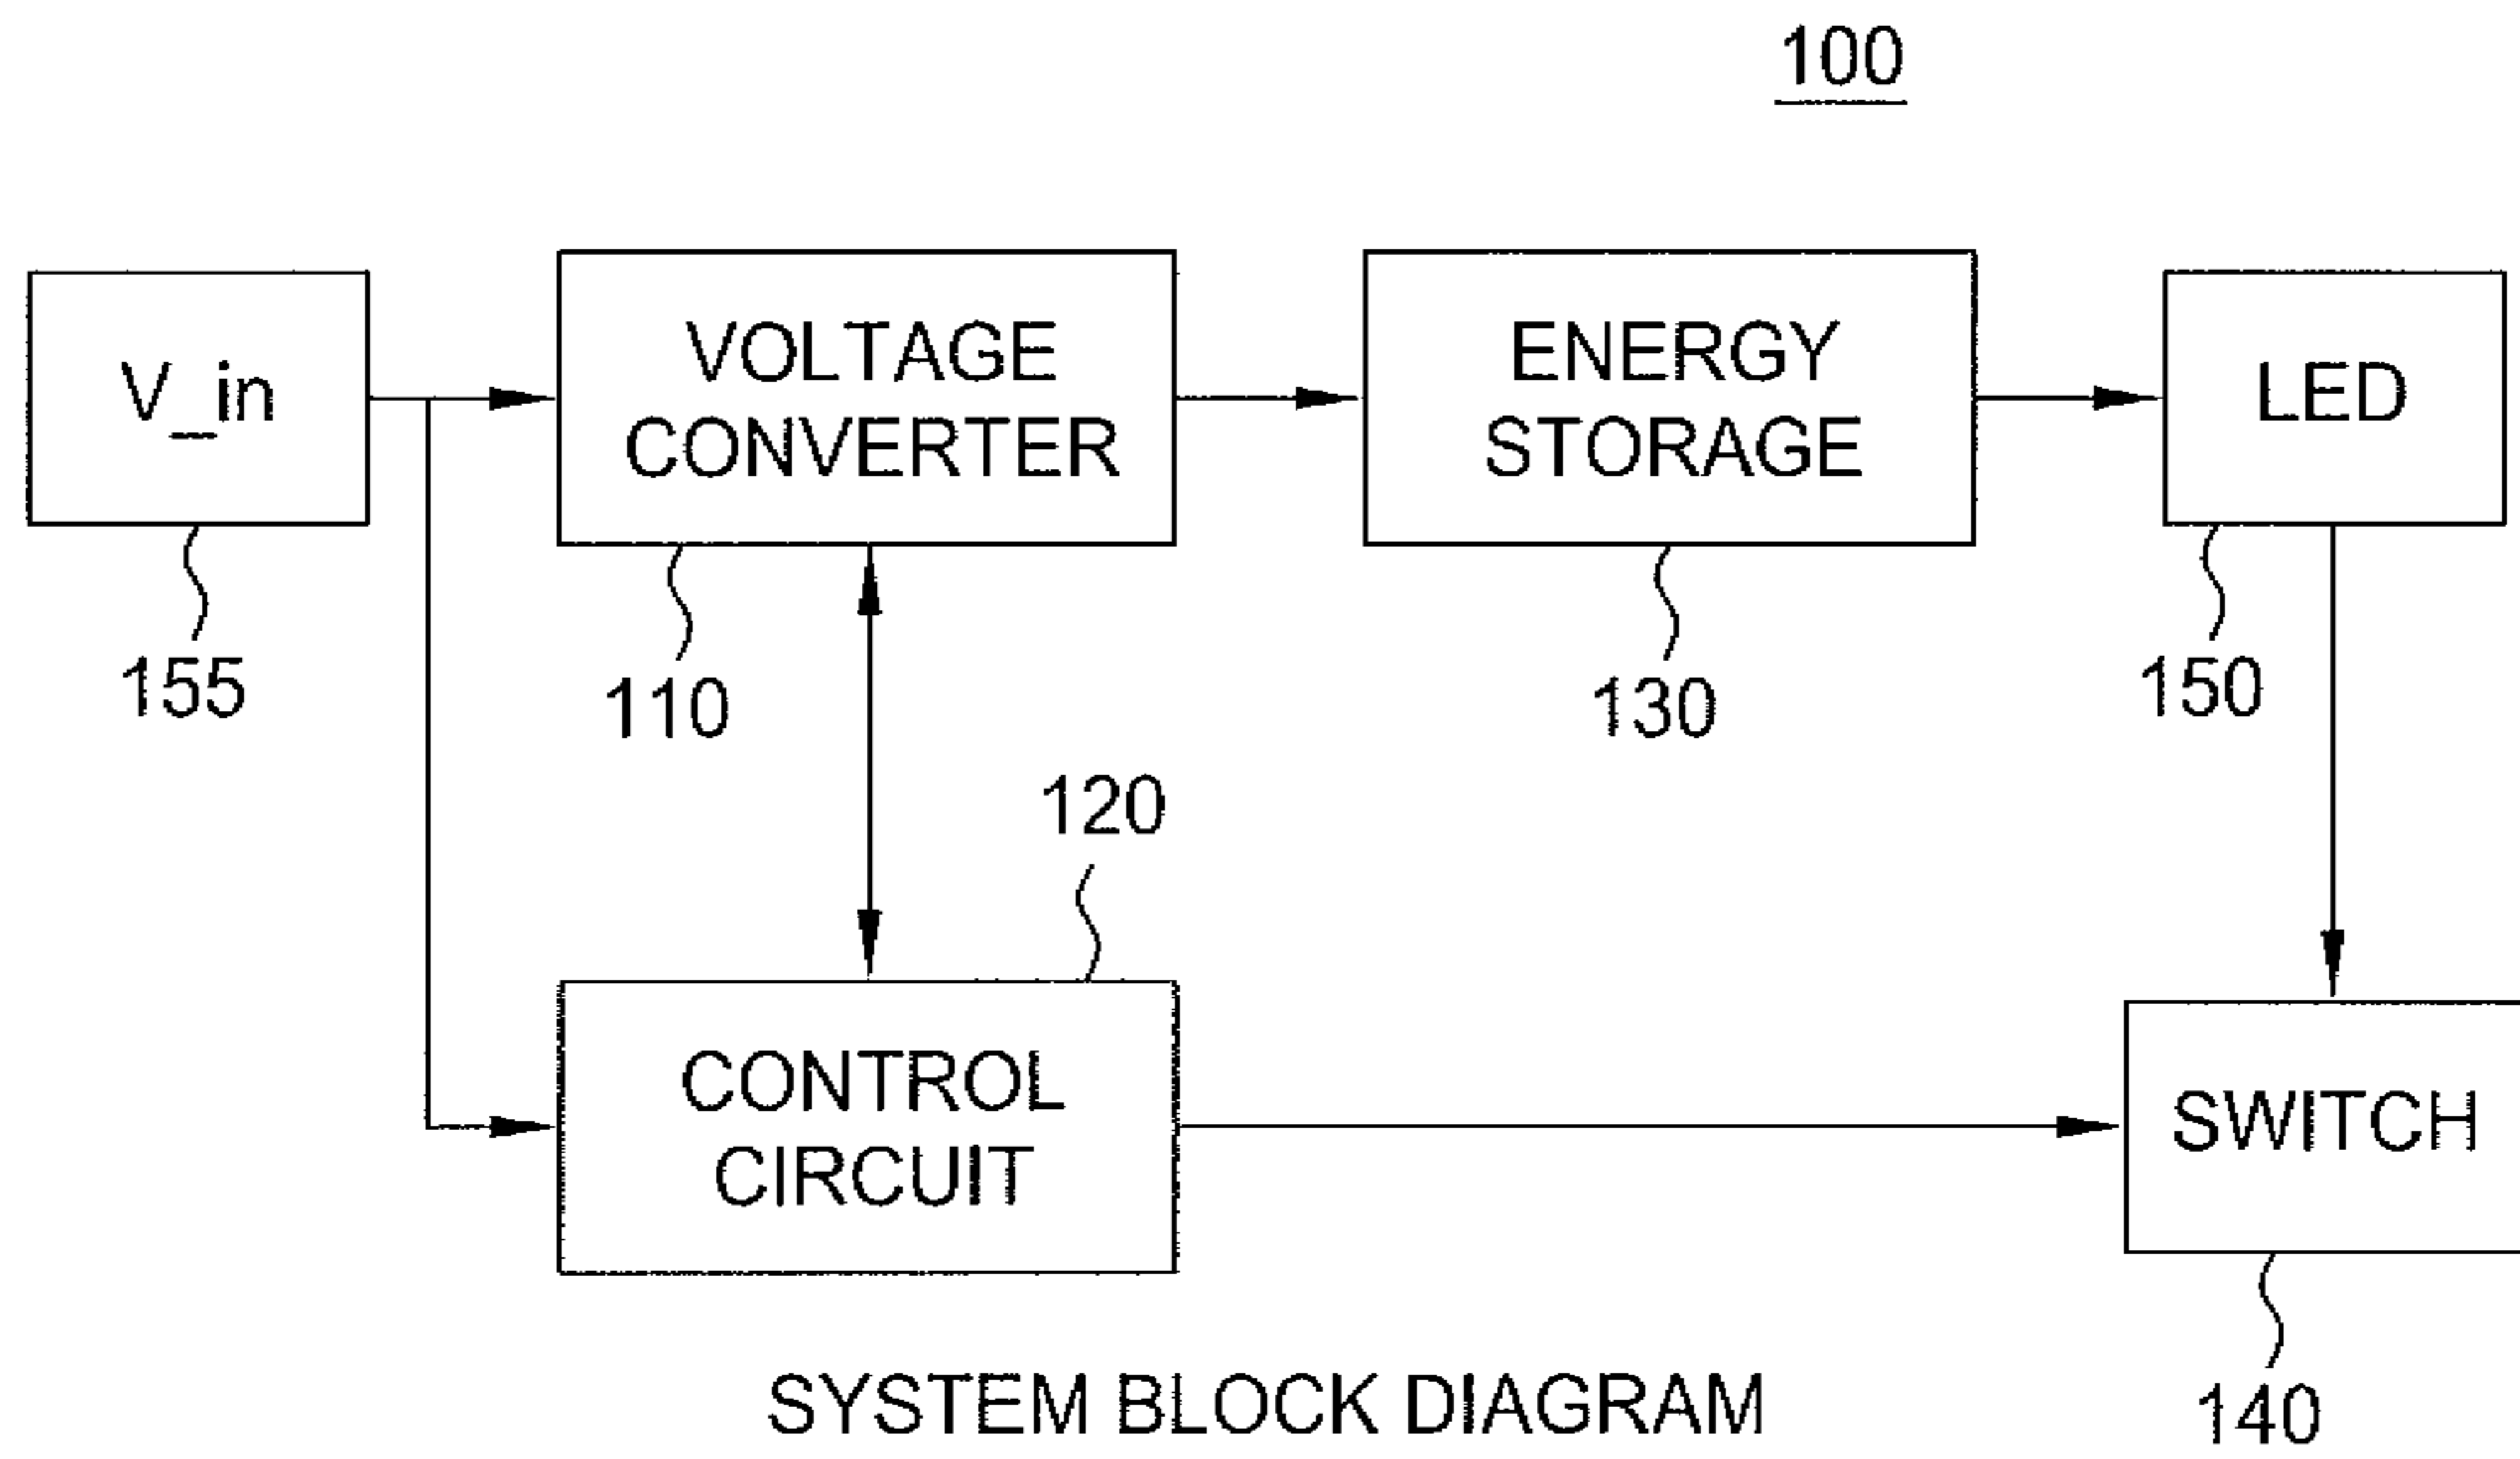 100
V_in
VOLTAGE
CONVERTER
ENERGY
STORAGE
LED
155
110
130
150
120
CONTROL
CIRCUIT
SWITCH
SYSTEM BLOCK DIAGRAM
140